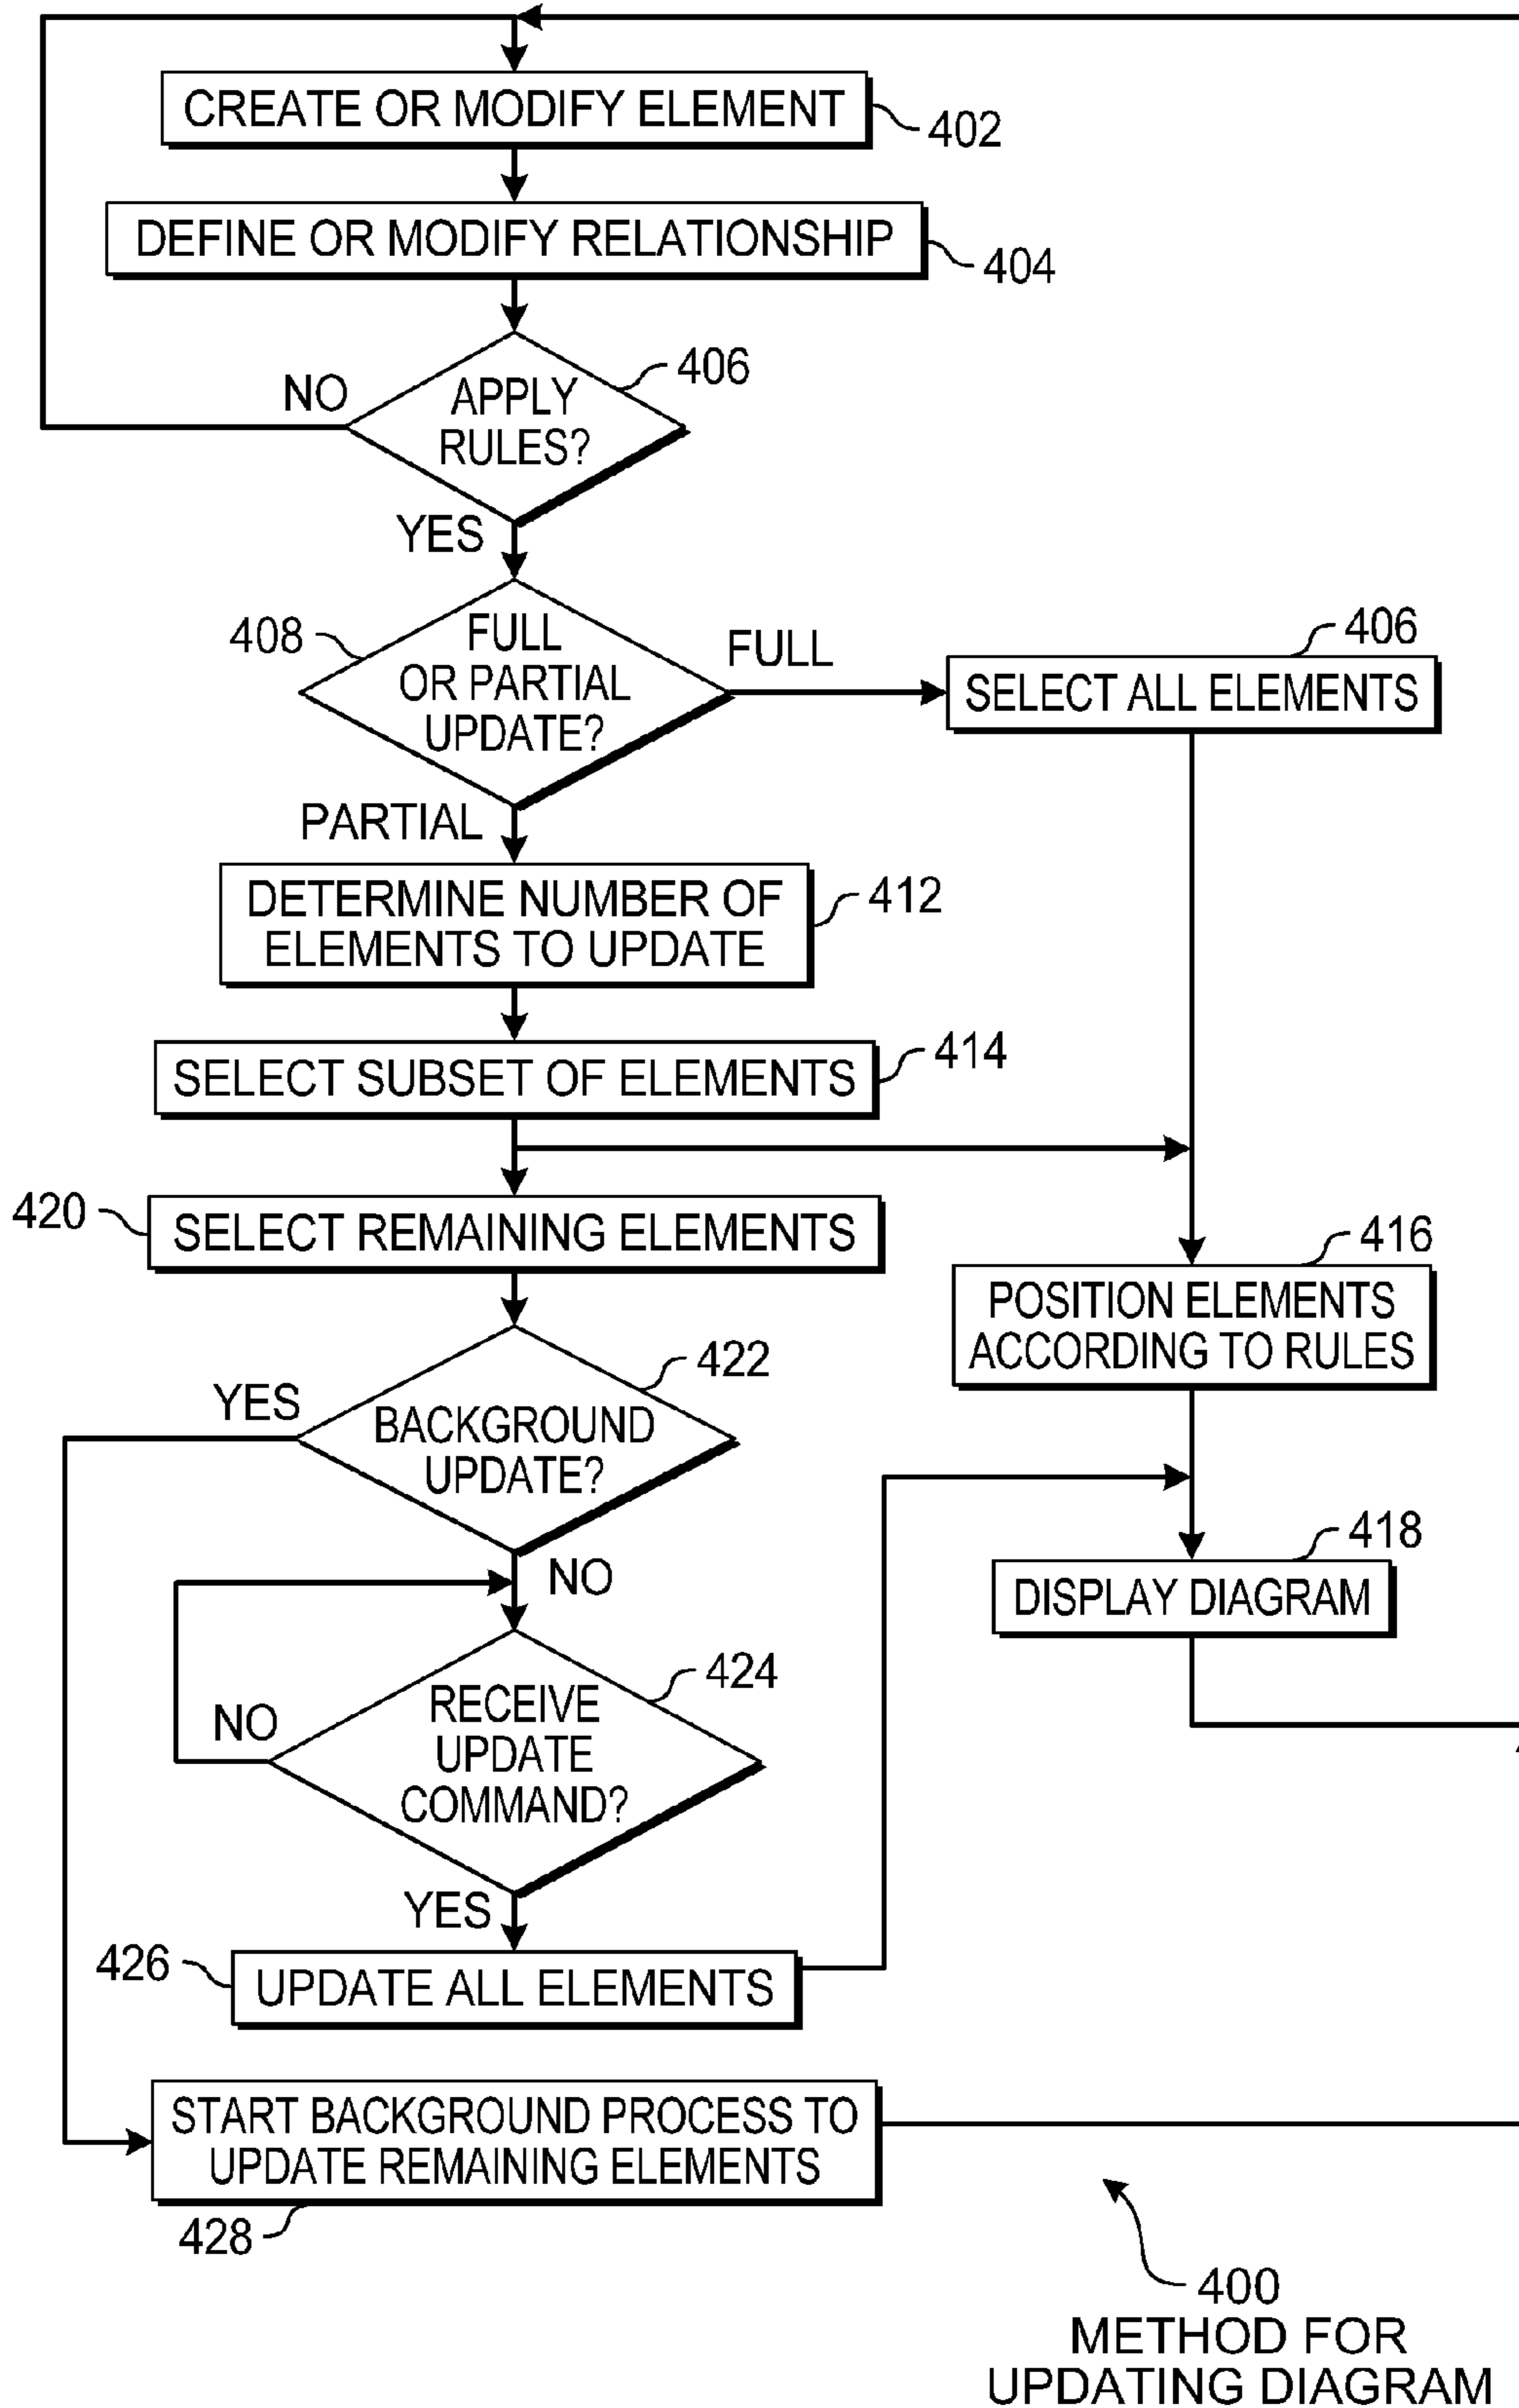 CREATE OR MODIFY ELEMENT
402
DEFINE OR MODIFY RELATIONSHIP
404
406
NO
APPLY
RULES?
YES
408
FULL
OR PARTIAL
UPDATE?
FULL
406
SELECT ALL ELEMENTS
PARTIAL
DETERMINE NUMBER OF
ELEMENTS TO UPDATE
412
SELECT SUBSET OF ELEMENTS
414
420
SELECT REMAINING ELEMENTS
416
POSITION ELEMENTS
ACCORDING TO RULES
422
YES
BACKGROUND
UPDATE?
NO
418
DISPLAY DIAGRAM
424
NO
RECEIVE
UPDATE
COMMAND?
YES
426
UPDATE ALL ELEMENTS
START BACKGROUND PROCESS TO
UPDATE REMAINING ELEMENTS
428
400
METHOD FOR
UPDATING DIAGRAM